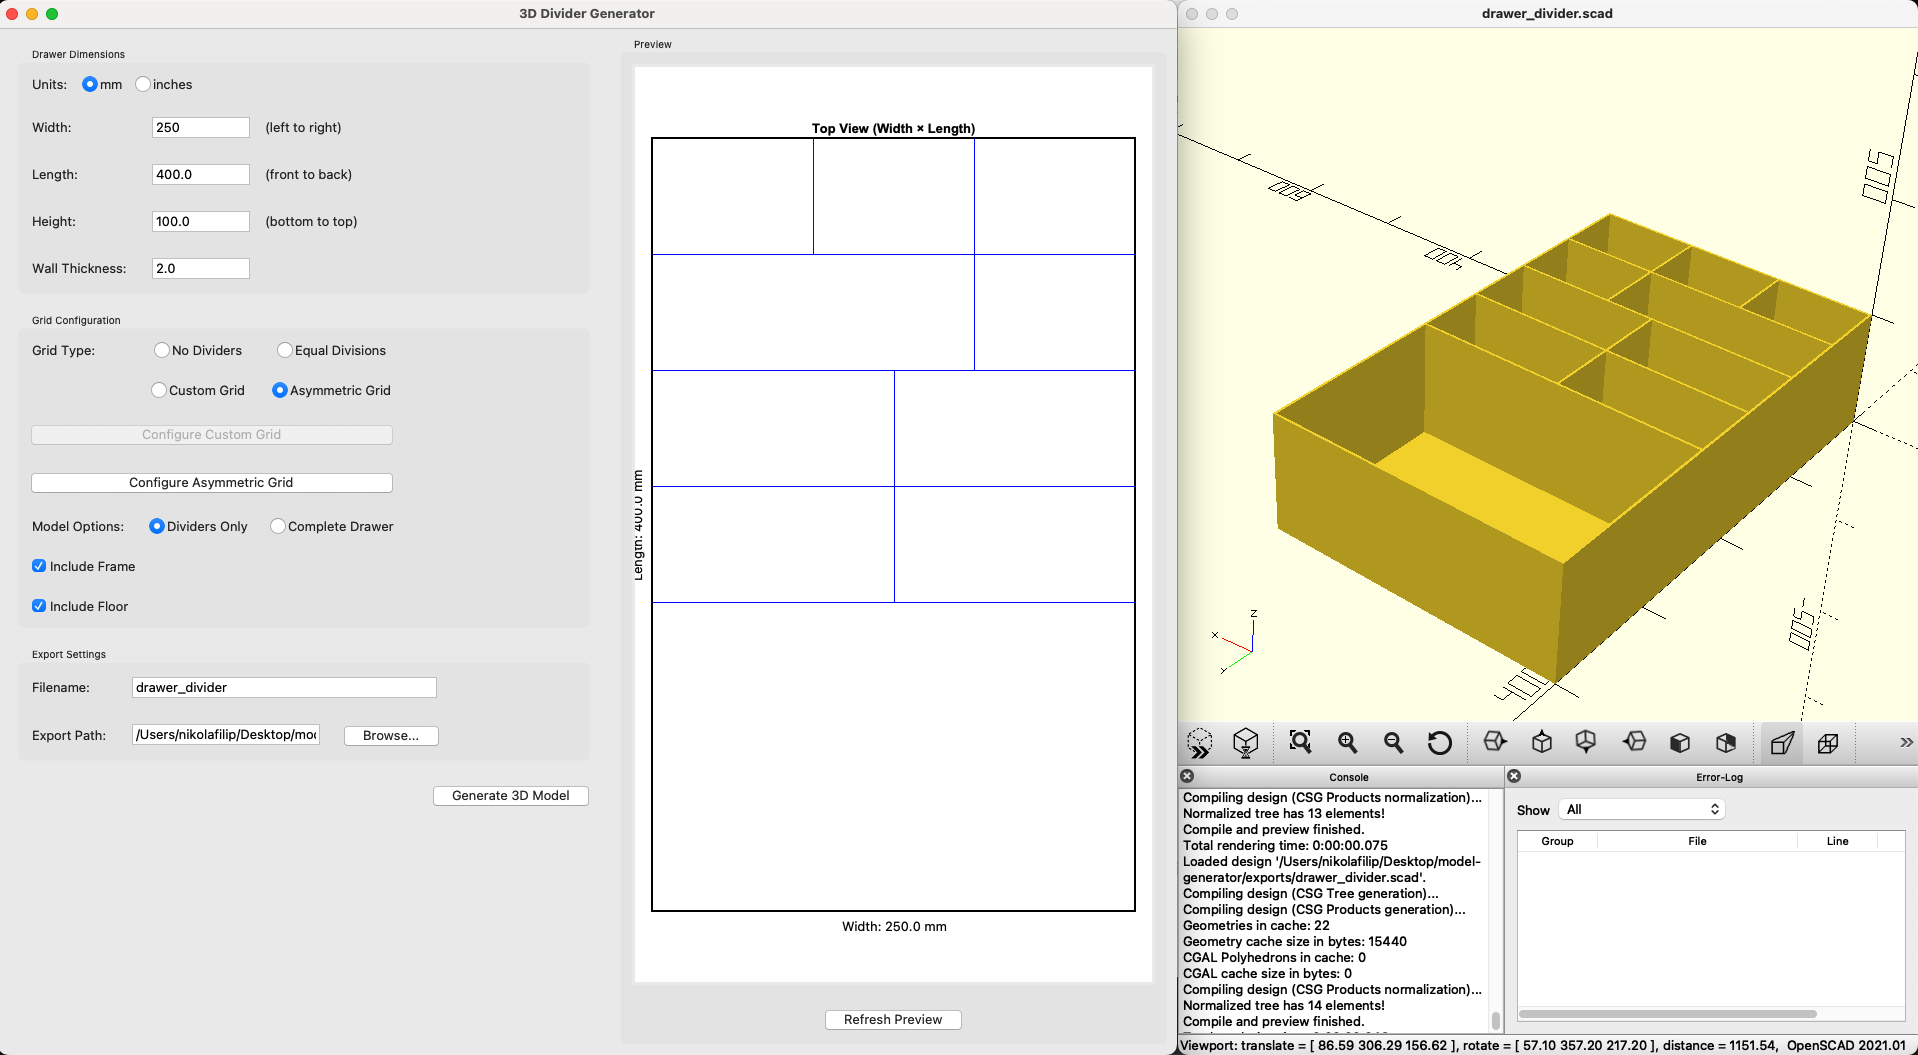 3D Divider Generator
Drawer Dimensions
Units: mm inches
Width: 250 (left to right)
Length: 400.0 (front to back)
Height: 100.0 (bottom to top)
Wall Thickness: 2.0
Grid Configuration
Grid Type: No Dividers Equal Divisions
Custom Grid Asymmetric Grid
Configure Custom Grid
Configure Asymmetric Grid
Model Options: Dividers Only Complete Drawer
Include Frame
Include Floor
Export Settings
Filename: drawer_divider
Export Path: /Users/nikolafilip/Desktop/mo Browse...
Generate 3D Model
Preview
Top View (Width × Length)
Length: 400.0 mm
Width: 250.0 mm
Refresh Preview
drawer_divider.scad
500
400
z
x
y
Console
Compiling design (CSG Products normalization)...
Normalized tree has 13 elements!
Compile and preview finished.
Total rendering time: 0:00:00.075
Loaded design '/Users/nikolafilip/Desktop/model-
generator/exports/drawer_divider.scad'.
Compiling design (CSG Tree generation)...
Compiling design (CSG Products generation)...
Geometries in cache: 22
Geometry cache size in bytes: 15440
CGAL Polyhedrons in cache: 0
CGAL cache size in bytes: 0
Compiling design (CSG Products normalization)...
Normalized tree has 14 elements!
Compile and preview finished.
Error-Log
Show All
Group File Line
Viewport: translate = [ 86.59 306.29 156.62 ], rotate = [ 57.10 357.20 217.20 ], distance = 1151.54, OpenSCAD 2021.01